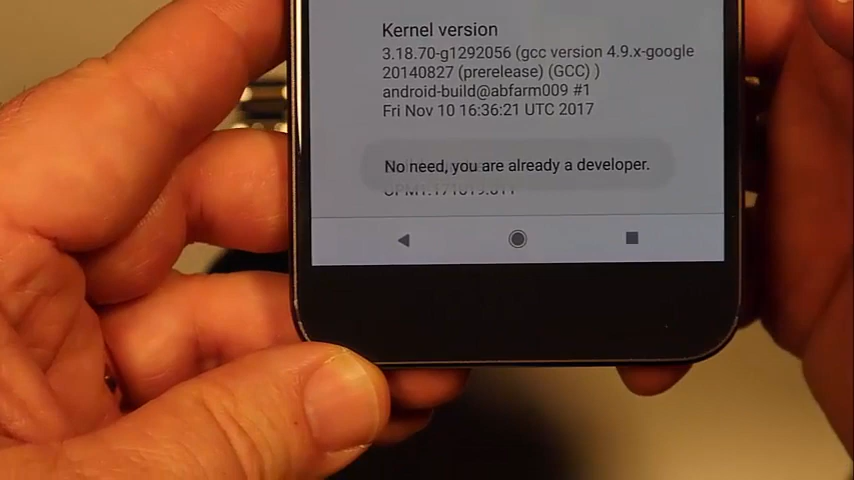 Kernel version
3.18.70-g1292056 (gcc version 4.9.x-google
20140827 (prerelease) (GCC) )
android-build@abfarm009 #1
Fri Nov 10 16:36:21 UTC 2017
No need, you are already a developer.